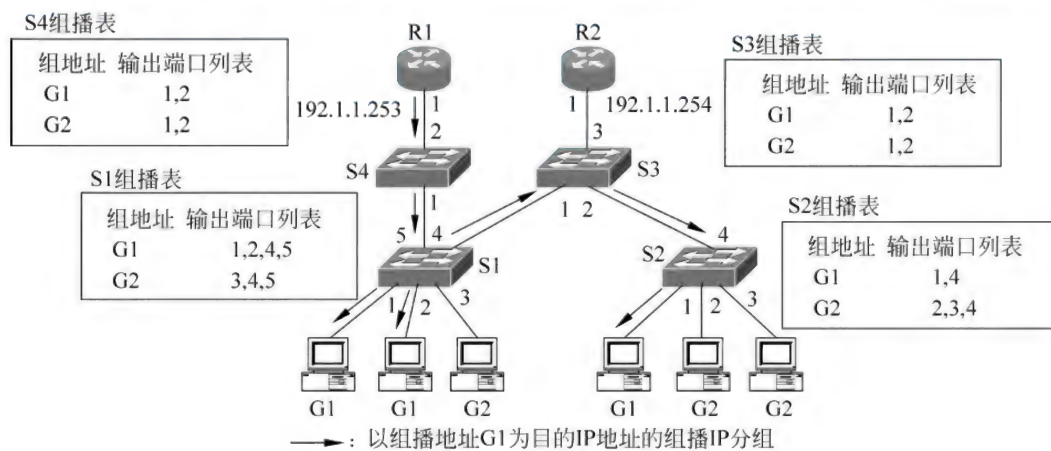 S4组播表
组地址 输出端口列表
G1 1,2
G2 1,2
R1
R2
S3组播表
组地址 输出端口列表
G1 1,2
G2 1,2
192.1.1.253
1
2
1
192.1.1.254
3
S4
S3
S1组播表
组地址 输出端口列表
G1 1,2,4,5
G2 3,4,5
1
5
4
S1
1
2
3
1 2
S2组播表
组地址 输出端口列表
G1 1,4
G2 2,3,4
4
S2
1
2
3
G1
G1
G2
G1
G2
G2
：以组播地址G1为目的IP地址的组播IP分组